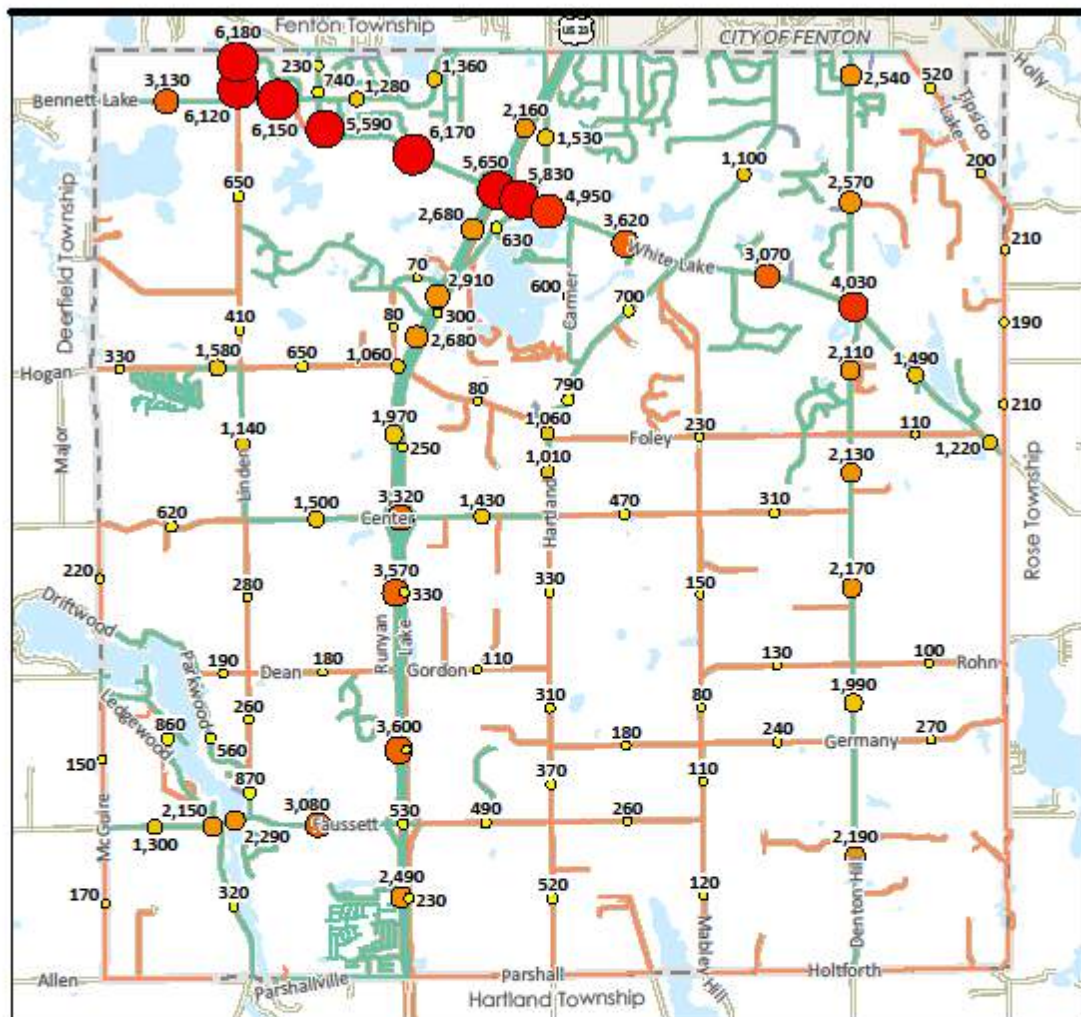 Fenton Township
US 23
CITY OF FENTON
Holly
6,180
230
740
1,280
1,360
2,540
520
Tipsico
Lake
3,130
Bennett Lake
6,120
6,150
5,590
6,170
2,160
1,530
1,100
200
650
5,650
5,830
4,950
2,570
Deerfield Township
2,680
630
3,620
White Lake
3,070
210
70
2,910
600
Carmer
700
4,030
410
80
300
2,680
190
330
1,580
650
1,060
2,110
1,490
Hogan
80
790
210
Major
1,140
1,970
250
1,060
Foley
230
110
1,220
1,010
2,130
Linden
Rose Township
620
1,500
3,320
Center
1,430
Hartland
470
310
220
280
3,570
330
330
150
2,170
Driftwood
Runyan
Lake
Parkwood
190
Dean
180
Gordon
110
130
100
Rohn
Ledgewood
860
260
310
80
1,990
560
3,600
180
240
Germany
270
150
870
370
110
McGuire
2,150
3,080
530
490
260
Faussett
1,300
2,290
2,190
2,490
230
170
320
520
120
Denton Hill
Mabley Hill
Allen
Parshallville
Parshall
Holtforth
Hartland Township